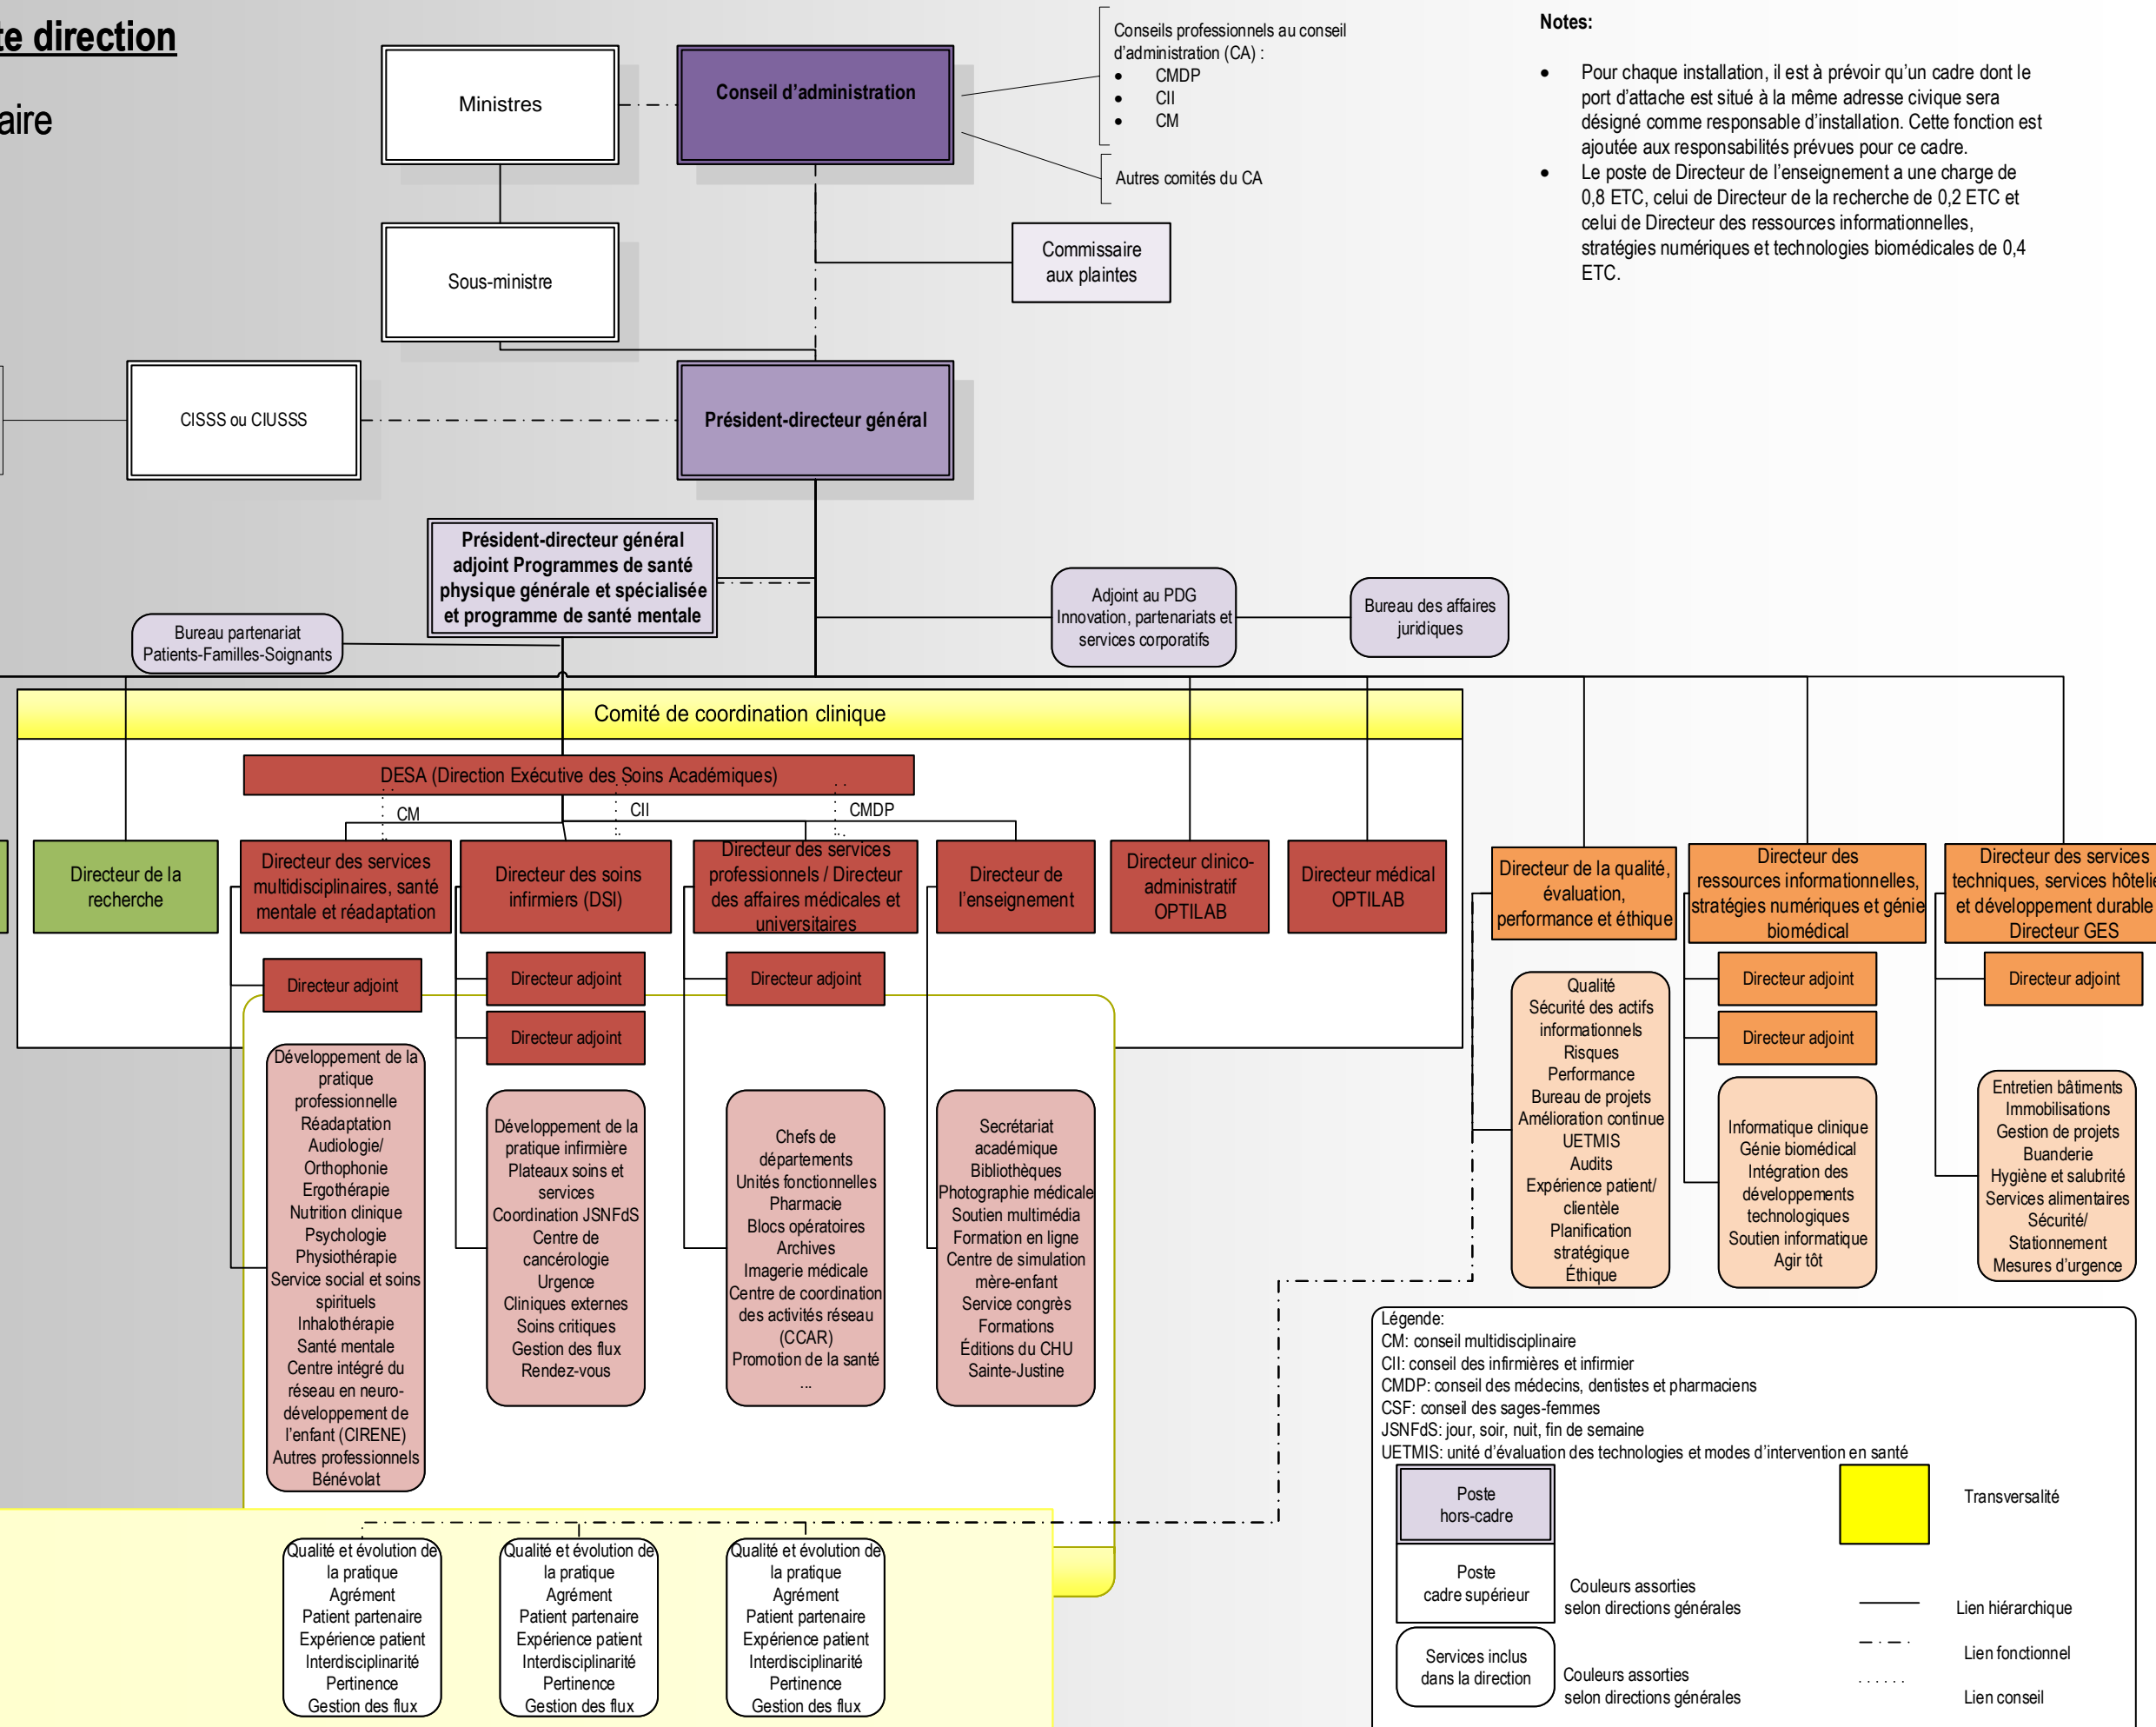 te direction
aire
Ministres
Conseil d'administration
Conseils professionnels au conseil
d'administration (CA) :
• CMDP
• CII
• CM
Autres comités du CA
Notes:
• Pour chaque installation, il est à prévoir qu'un cadre dont le
port d'attache est situé à la même adresse civique sera
désigné comme responsable d'installation. Cette fonction est
ajoutée aux responsabilités prévues pour ce cadre.
• Le poste de Directeur de l'enseignement a une charge de
0,8 ETC, celui de Directeur de la recherche de 0,2 ETC et
celui de Directeur des ressources informationnelles,
stratégies numériques et technologies biomédicales de 0,4
ETC.
Sous-ministre
Commissaire
aux plaintes
CISSS ou CIUSSS
Président-directeur général
Président-directeur général
adjoint Programmes de santé
physique générale et spécialisée
et programme de santé mentale
Bureau partenariat
Patients-Familles-Soignants
Adjoint au PDG
Innovation, partenariats et
services corporatifs
Bureau des affaires
juridiques
Comité de coordination clinique
DESA (Direction Exécutive des Soins Académiques)
CM
CII
CMDP
Directeur de la
recherche
Directeur des services
multidisciplinaires, santé
mentale et réadaptation
Directeur des soins
infirmiers (DSI)
Directeur des services
professionnels / Directeur
des affaires médicales et
universitaires
Directeur de
l'enseignement
Directeur clinico-
administratif
OPTILAB
Directeur médical
OPTILAB
Directeur de la qualité,
évaluation,
performance et éthique
Directeur des
ressources informationnelles,
stratégies numériques et génie
biomédical
Directeur des services
techniques, services hôtelie
et développement durable
Directeur GES
Directeur adjoint
Directeur adjoint
Directeur adjoint
Directeur adjoint
Directeur adjoint
Directeur adjoint
Directeur adjoint
Développement de la
pratique
professionnelle
Réadaptation
Audiologie/
Orthophonie
Ergothérapie
Nutrition clinique
Psychologie
Physiothérapie
Service social et soins
spirituels
Inhalothérapie
Santé mentale
Centre intégré du
réseau en neuro-
développement de
l'enfant (CIRENE)
Autres professionnels
Bénévolat
Développement de la
pratique infirmière
Plateaux soins et
services
Coordination JSNFdS
Centre de
cancérologie
Urgence
Cliniques externes
Soins critiques
Gestion des flux
Rendez-vous
Chefs de
départements
Unités fonctionnelles
Pharmacie
Blocs opératoires
Archives
Imagerie médicale
Centre de coordination
des activités réseau
(CCAR)
Promotion de la santé
...
Secrétariat
académique
Bibliothèques
Photographie médicale
Soutien multimédia
Formation en ligne
Centre de simulation
mère-enfant
Service congrès
Formations
Éditions du CHU
Sainte-Justine
Qualité
Sécurité des actifs
informationnels
Risques
Performance
Bureau de projets
Amélioration continue
UETMIS
Audits
Expérience patient/
clientèle
Planification
stratégique
Éthique
Informatique clinique
Génie biomédical
Intégration des
développements
technologiques
Soutien informatique
Agir tôt
Entretien bâtiments
Immobilisations
Gestion de projets
Buanderie
Hygiène et salubrité
Services alimentaires
Sécurité/
Stationnement
Mesures d'urgence
Qualité et évolution de
la pratique
Agrément
Patient partenaire
Expérience patient
Interdisciplinarité
Pertinence
Gestion des flux
Qualité et évolution de
la pratique
Agrément
Patient partenaire
Expérience patient
Interdisciplinarité
Pertinence
Gestion des flux
Qualité et évolution de
la pratique
Agrément
Patient partenaire
Expérience patient
Interdisciplinarité
Pertinence
Gestion des flux
Légende:
CM: conseil multidisciplinaire
CII: conseil des infirmières et infirmier
CMDP: conseil des médecins, dentistes et pharmaciens
CSF: conseil des sages-femmes
JSNFdS: jour, soir, nuit, fin de semaine
UETMIS: unité d'évaluation des technologies et modes d'intervention en santé
Poste
hors-cadre
Transversalité
Poste
cadre supérieur
Couleurs assorties
selon directions générales
Lien hiérarchique
Lien fonctionnel
Services inclus
dans la direction
Couleurs assorties
selon directions générales
Lien conseil